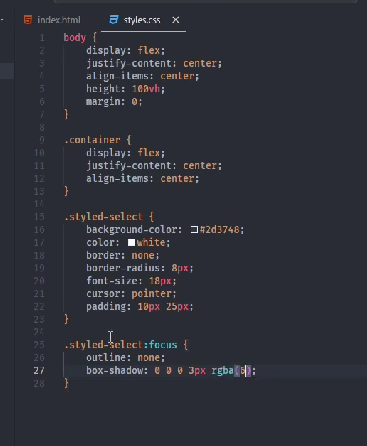 index.html styles.css
1 body {
2 display: flex;
3 justify-content: center;
4 align-items: center;
5 height: 100vh;
6 margin: 0;
7 }
8
9 .container {
10 display: flex;
11 justify-content: center;
12 align-items: center;
13 }
14
15 .styled-select {
16 background-color: #2d3748;
17 color: white;
18 border: none;
19 border-radius: 8px;
20 font-size: 18px;
21 cursor: pointer;
22 padding: 10px 25px;
23 }
24
25 .styled-select:focus {
26 outline: none;
27 box-shadow: 0 0 0 3px rgba(6);
28 }